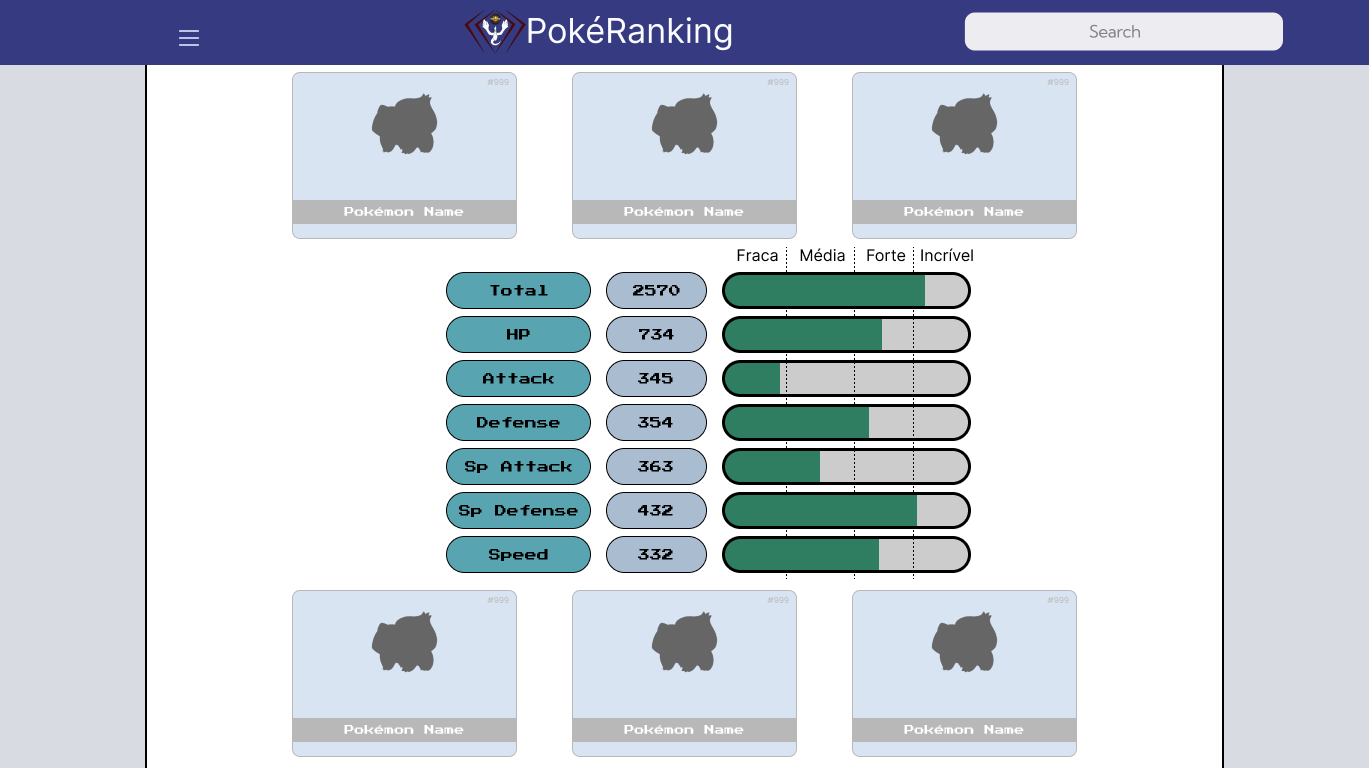 PokéRanking
Search
#999 #999 #999
Pokémon Name Pokémon Name Pokémon Name
Fraca Média Forte Incrível
Total 2570
HP 734
Attack 345
Defense 354
Sp Attack 363
Sp Defense 432
Speed 332
#999 #999 #999
Pokémon Name Pokémon Name Pokémon Name